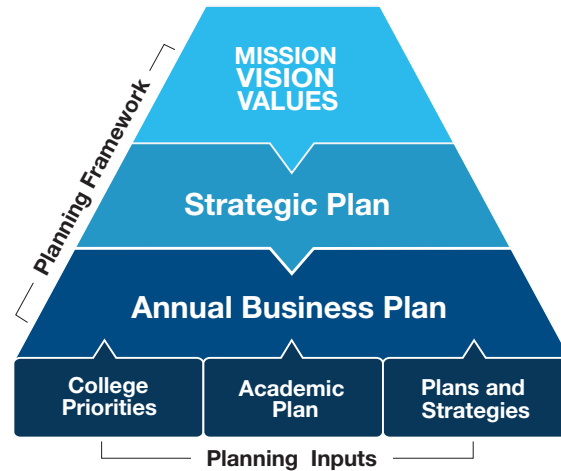 MISSION
VISION
VALUES
Planning Framework
Strategic Plan
Annual Business Plan
College
Priorities
Academic
Plan
Plans and
Strategies
Planning Inputs